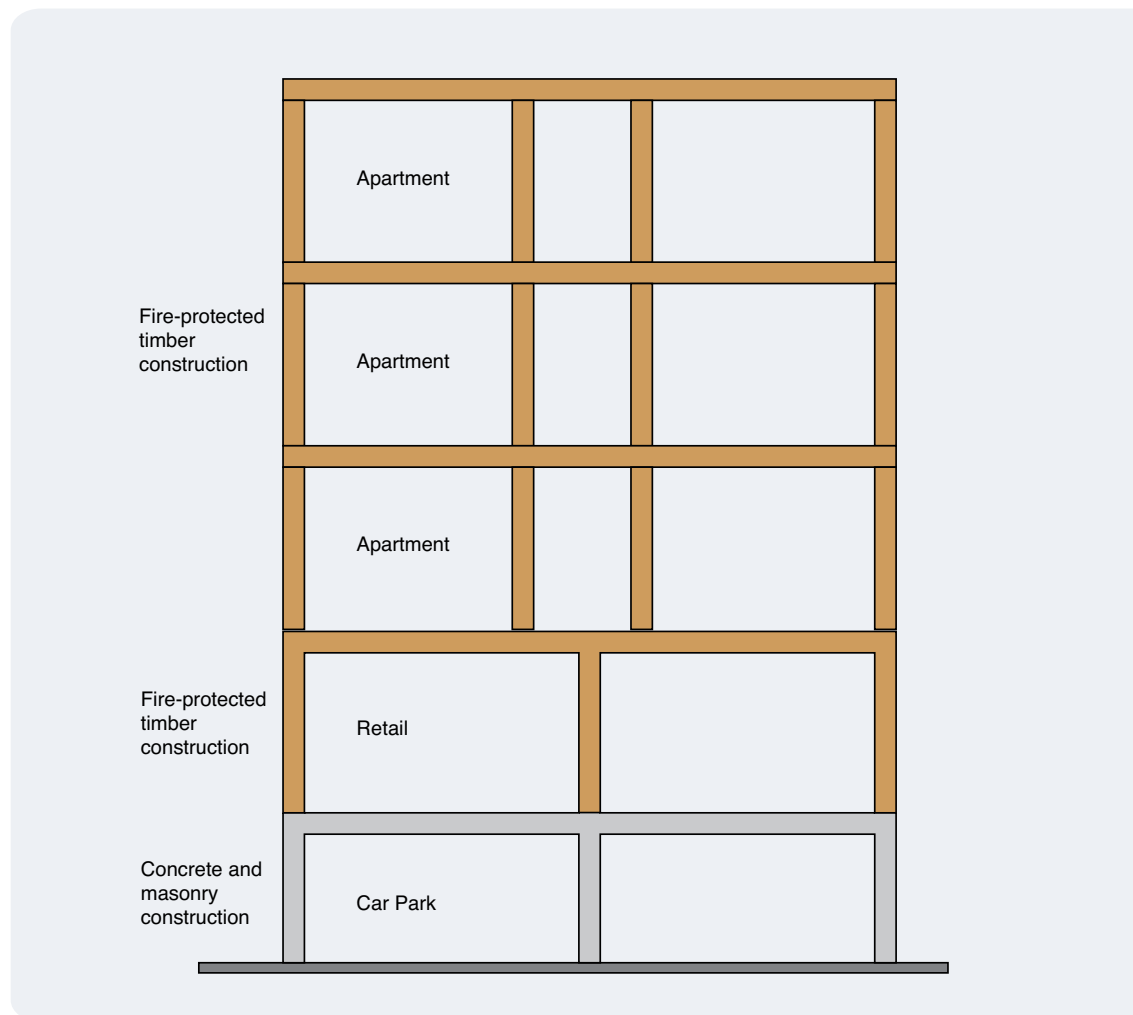 Apartment
Fire-protected
timber
construction
Apartment
Apartment
Fire-protected
timber
construction
Retail
Concrete and
masonry
construction
Car Park